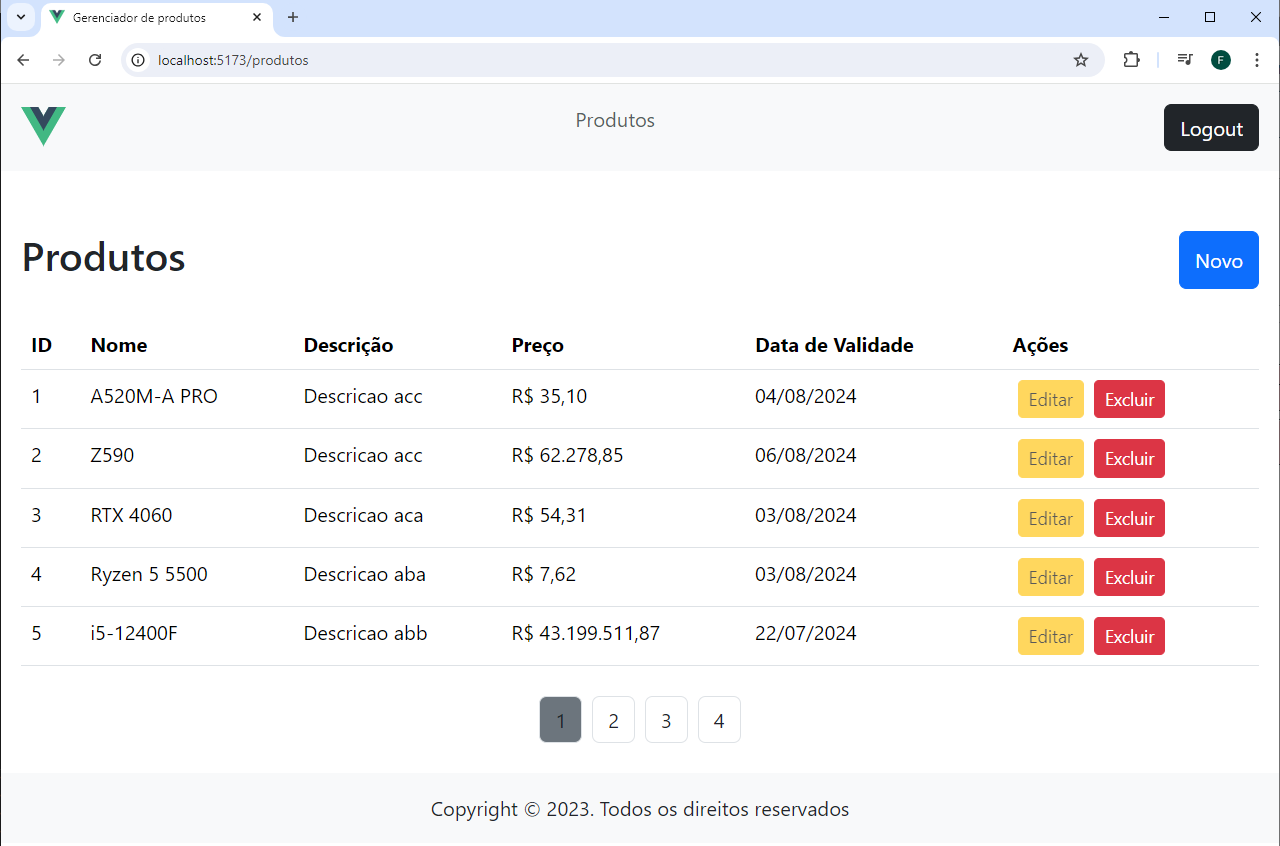 Gerenciador de produtos
localhost:5173/produtos
F
Produtos
Logout
Produtos
Novo
ID Nome Descrição Preço Data de Validade Ações
1 A520M-A PRO Descricao acc R$ 35,10 04/08/2024 Editar Excluir
2 Z590 Descricao acc R$ 62.278,85 06/08/2024 Editar Excluir
3 RTX 4060 Descricao aca R$ 54,31 03/08/2024 Editar Excluir
4 Ryzen 5 5500 Descricao aba R$ 7,62 03/08/2024 Editar Excluir
5 i5-12400F Descricao abb R$ 43.199.511,87 22/07/2024 Editar Excluir
1 2 3 4
Copyright © 2023. Todos os direitos reservados